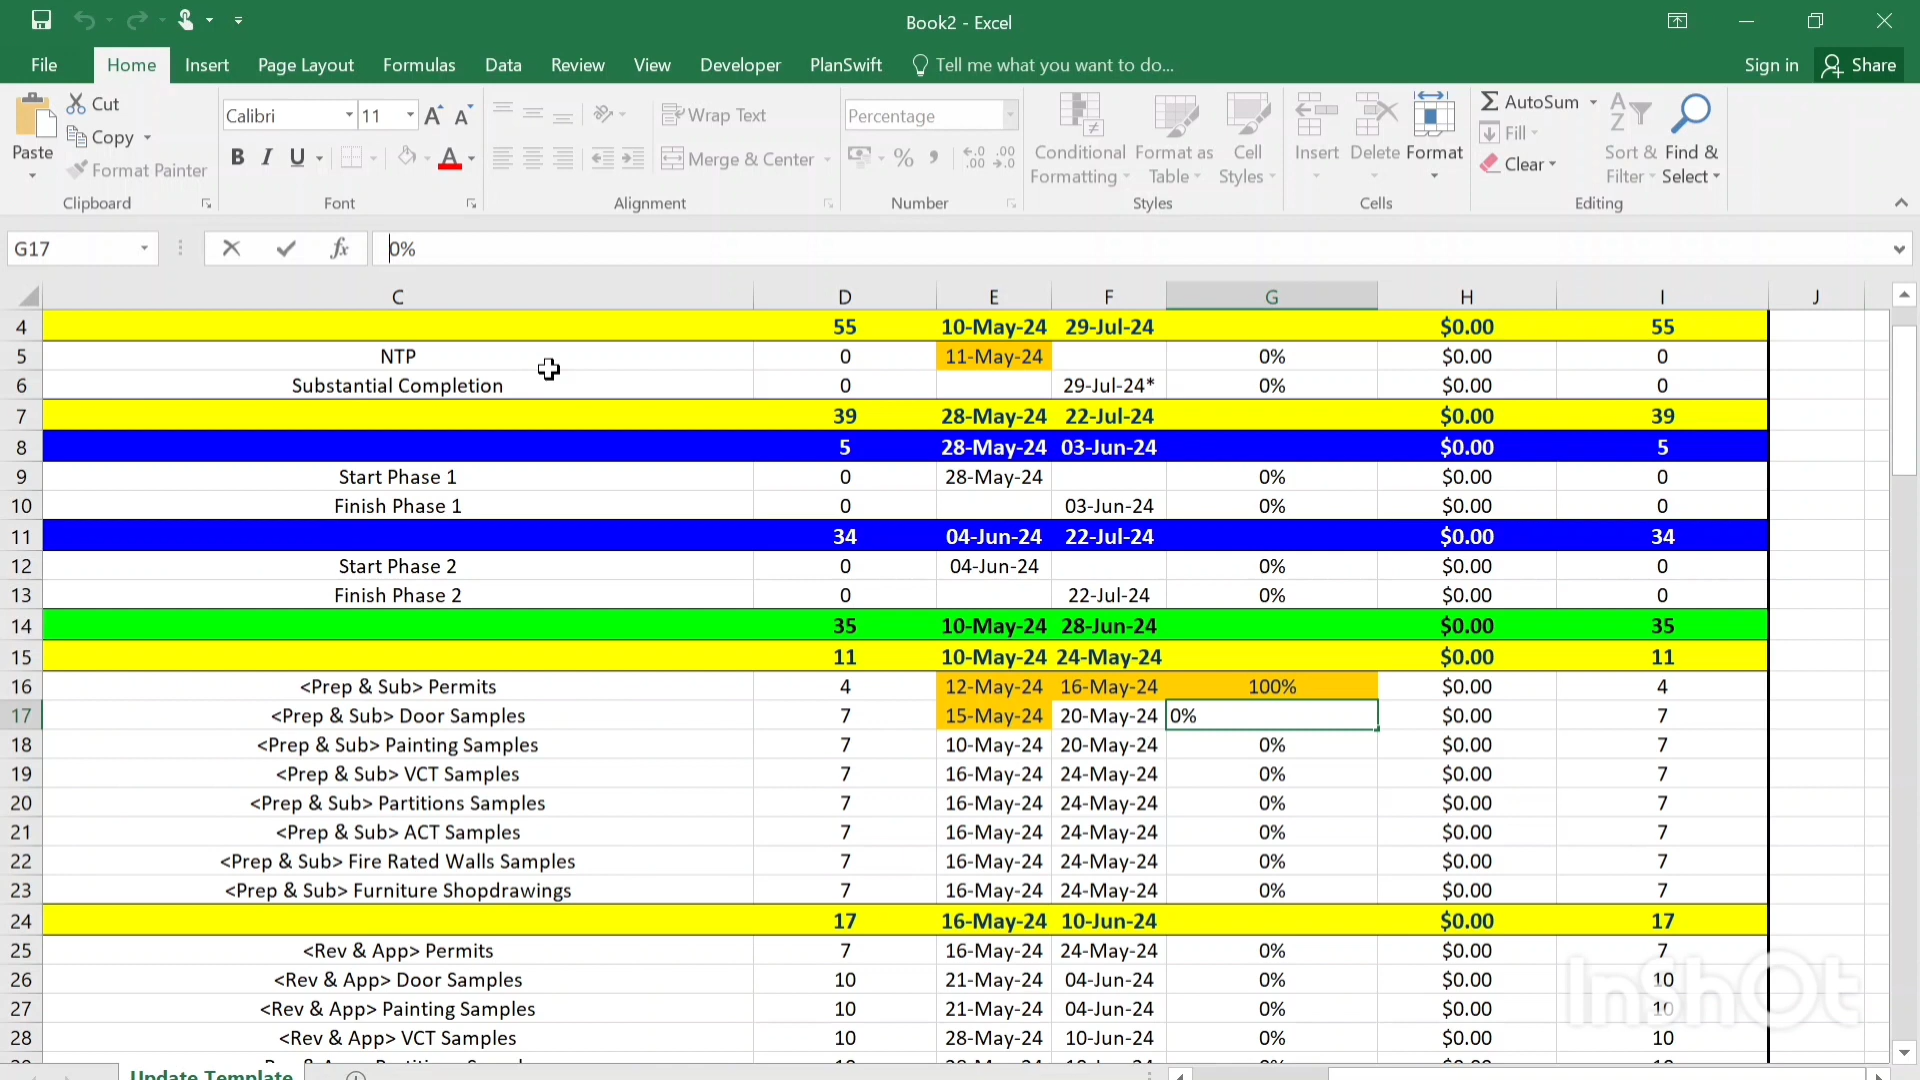 Book2 - Excel
File Home Insert Page Layout Formulas Data Review View Developer PlanSwift Tell me what you want to do... Sign in Share
Paste Cut Copy Format Painter Clipboard
Calibri 11 A A B I U A Font
Wrap Text Merge & Center Alignment
Percentage % , .0 .00 .00 .0 Number
Conditional Formatting Format as Table Cell Styles Styles
Insert Delete Format Cells
AutoSum Fill Clear Sort & Filter Find & Select Editing
G17 fx 0%
C D E F G H I J
4 55 10-May-24 29-Jul-24 $0.00 55
5 NTP 0 11-May-24 0% $0.00 0
6 Substantial Completion 0 29-Jul-24* 0% $0.00 0
7 39 28-May-24 22-Jul-24 $0.00 39
8 5 28-May-24 03-Jun-24 $0.00 5
9 Start Phase 1 0 28-May-24 0% $0.00 0
10 Finish Phase 1 0 03-Jun-24 0% $0.00 0
11 34 04-Jun-24 22-Jul-24 $0.00 34
12 Start Phase 2 0 04-Jun-24 0% $0.00 0
13 Finish Phase 2 0 22-Jul-24 0% $0.00 0
14 35 10-May-24 28-Jun-24 $0.00 35
15 11 10-May-24 24-May-24 $0.00 11
16 <Prep & Sub> Permits 4 12-May-24 16-May-24 100% $0.00 4
17 <Prep & Sub> Door Samples 7 15-May-24 20-May-24 0% $0.00 7
18 <Prep & Sub> Painting Samples 7 10-May-24 20-May-24 0% $0.00 7
19 <Prep & Sub> VCT Samples 7 16-May-24 24-May-24 0% $0.00 7
20 <Prep & Sub> Partitions Samples 7 16-May-24 24-May-24 0% $0.00 7
21 <Prep & Sub> ACT Samples 7 16-May-24 24-May-24 0% $0.00 7
22 <Prep & Sub> Fire Rated Walls Samples 7 16-May-24 24-May-24 0% $0.00 7
23 <Prep & Sub> Furniture Shopdrawings 7 16-May-24 24-May-24 0% $0.00 7
24 17 16-May-24 10-Jun-24 $0.00 17
25 <Rev & App> Permits 7 16-May-24 24-May-24 0% $0.00 7
26 <Rev & App> Door Samples 10 21-May-24 04-Jun-24 0% $0.00 10
27 <Rev & App> Painting Samples 10 21-May-24 04-Jun-24 0% $0.00 10
28 <Rev & App> VCT Samples 10 28-May-24 10-Jun-24 0% $0.00 10
Update Template
InShOt